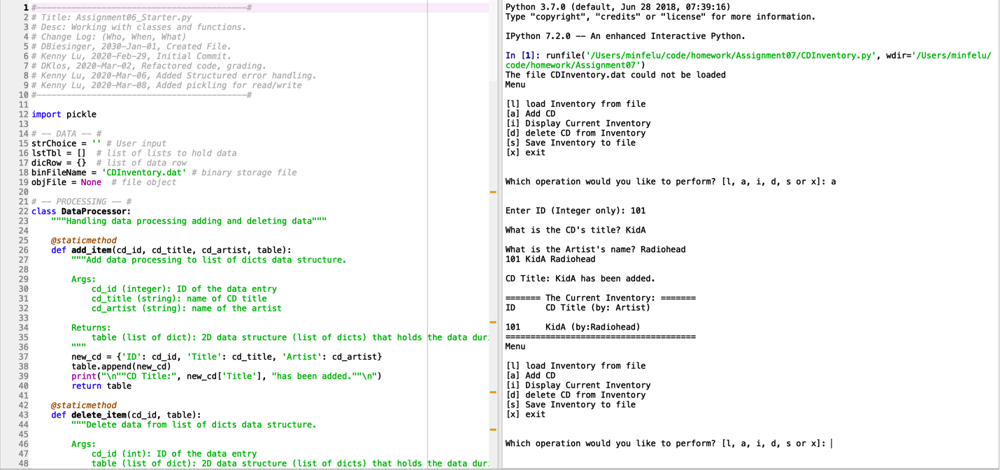 1 #------------------------------------------#
2 # Title: Assignment06_Starter.py
3 # Desc: Working with classes and functions.
4 # Change Log: (Who, When, What)
5 # DBiesinger, 2030-Jan-01, Created File.
6 # Kenny Lu, 2020-Feb-29, Initial Commit.
7 # DKlos, 2020-Mar-02, Refactored code, grading.
8 # Kenny Lu, 2020-Mar-06, Added Structured error handling.
9 # Kenny Lu, 2020-Mar-08, Added pickling for read/write
10 #------------------------------------------#
11
12 import pickle
13
14 # -- DATA -- #
15 strChoice = '' # User input
16 lstTbl = []  # list of lists to hold data
17 dicRow = {}  # list of data row
18 binFileName = 'CDInventory.dat' # binary storage file
19 objFile = None  # file object
20
21 # -- PROCESSING -- #
22 class DataProcessor:
23     """Handling data processing adding and deleting data"""
24
25     @staticmethod
26     def add_item(cd_id, cd_title, cd_artist, table):
27         """Add data processing to list of dicts data structure.
28
29         Args:
30             cd_id (integer): ID of the data entry
31             cd_title (string): name of CD title
32             cd_artist (string): name of the artist
33
34         Returns:
35             table (list of dict): 2D data structure (list of dicts) that holds the data dur
36         """
37         new_cd = {'ID': cd_id, 'Title': cd_title, 'Artist': cd_artist}
38         table.append(new_cd)
39         print("\n""CD Title:", new_cd['Title'], "has been added.""\n")
40         return table
41
42     @staticmethod
43     def delete_item(cd_id, table):
44         """Delete data from list of dicts data structure.
45
46         Args:
47             cd_id (int): ID of the data entry
48             table (list of dict): 2D data structure (list of dicts) that holds the data dur
Python 3.7.0 (default, Jun 28 2018, 07:39:16)
Type "copyright", "credits" or "license" for more information.

IPython 7.2.0 -- An enhanced Interactive Python.

In [1]: runfile('/Users/minfelu/code/homework/Assignment07/CDInventory.py', wdir='/Users/minfelu/
code/homework/Assignment07')
The file CDInventory.dat could not be loaded
Menu

[l] load Inventory from file
[a] Add CD
[i] Display Current Inventory
[d] delete CD from Inventory
[s] Save Inventory to file
[x] exit

Which operation would you like to perform? [l, a, i, d, s or x]: a

Enter ID (Integer only): 101

What is the CD's title? KidA

What is the Artist's name? Radiohead
101 KidA Radiohead

CD Title: KidA has been added.

======= The Current Inventory: =======
ID      CD Title (by: Artist)

101     KidA (by:Radiohead)
======================================
Menu

[l] load Inventory from file
[a] Add CD
[i] Display Current Inventory
[d] delete CD from Inventory
[s] Save Inventory to file
[x] exit

Which operation would you like to perform? [l, a, i, d, s or x]: